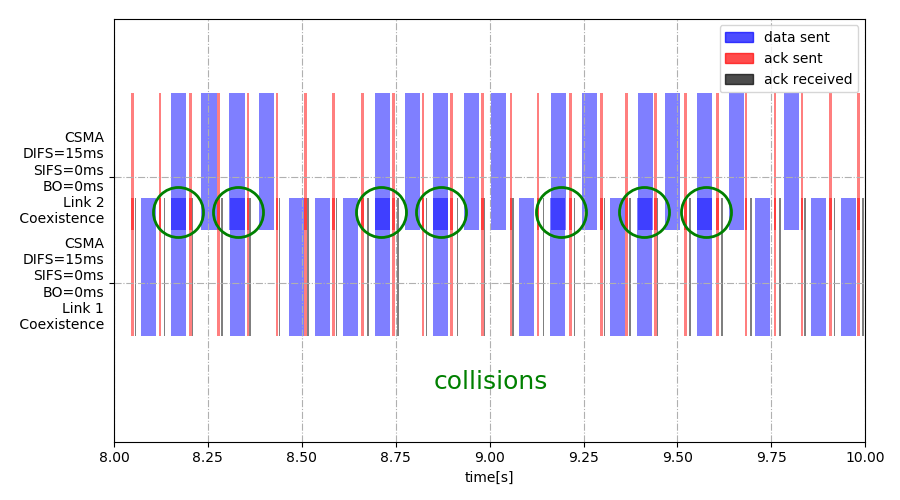 data sent
ack sent
ack received
CSMA
DIFS=15ms
SIFS=0ms
BO=0ms
Link 2
Coexistence
CSMA
DIFS=15ms
SIFS=0ms
BO=0ms
Link 1
Coexistence
collisions
8.00 8.25 8.50 8.75 9.00 9.25 9.50 9.75 10.00
time[s]